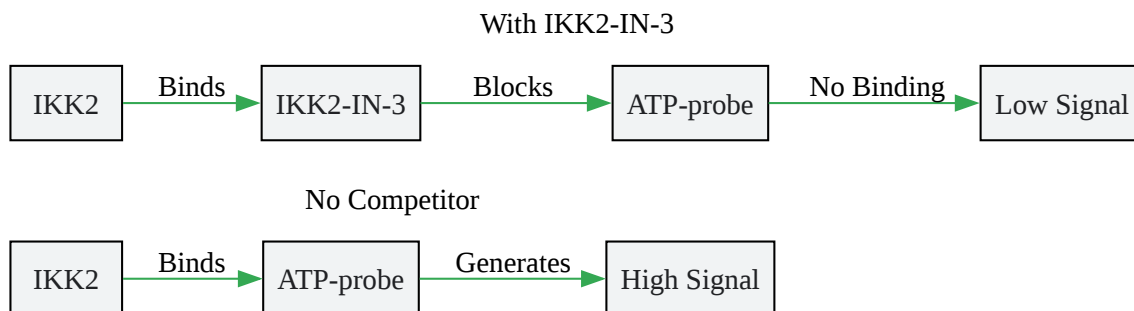 With IKK2-IN-3
IKK2 Binds IKK2-IN-3 Blocks ATP-probe No Binding Low Signal
No Competitor
IKK2 Binds ATP-probe Generates High Signal